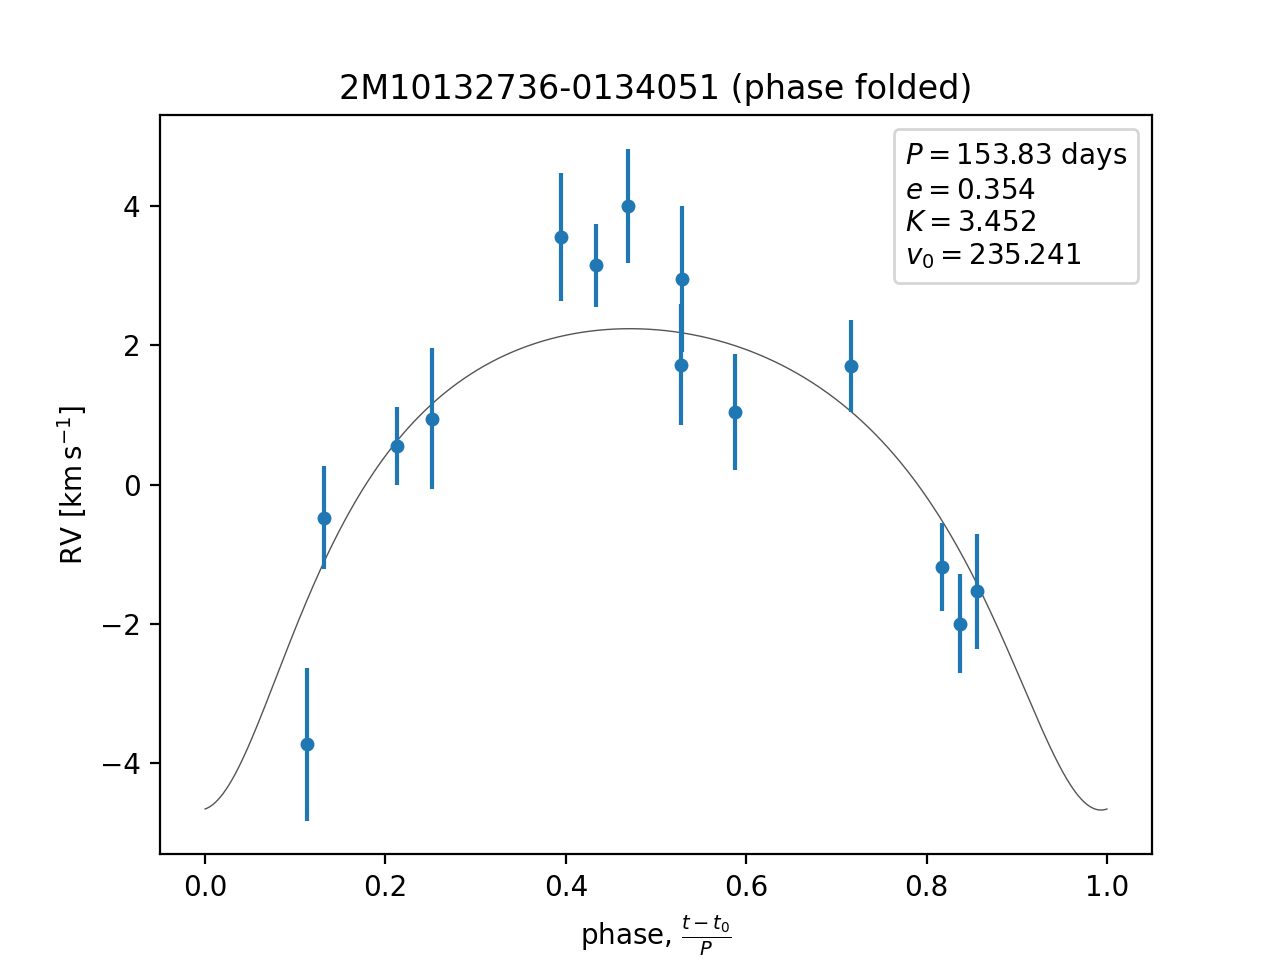 2M10132736-0134051 (phase folded)
P = 153.83 days
e = 0.354
K = 3.452
v₀ = 235.241
4
2
0
−2
−4
RV [km s⁻¹]
0.0 0.2 0.4 0.6 0.8 1.0
phase, (t − t₀)/P